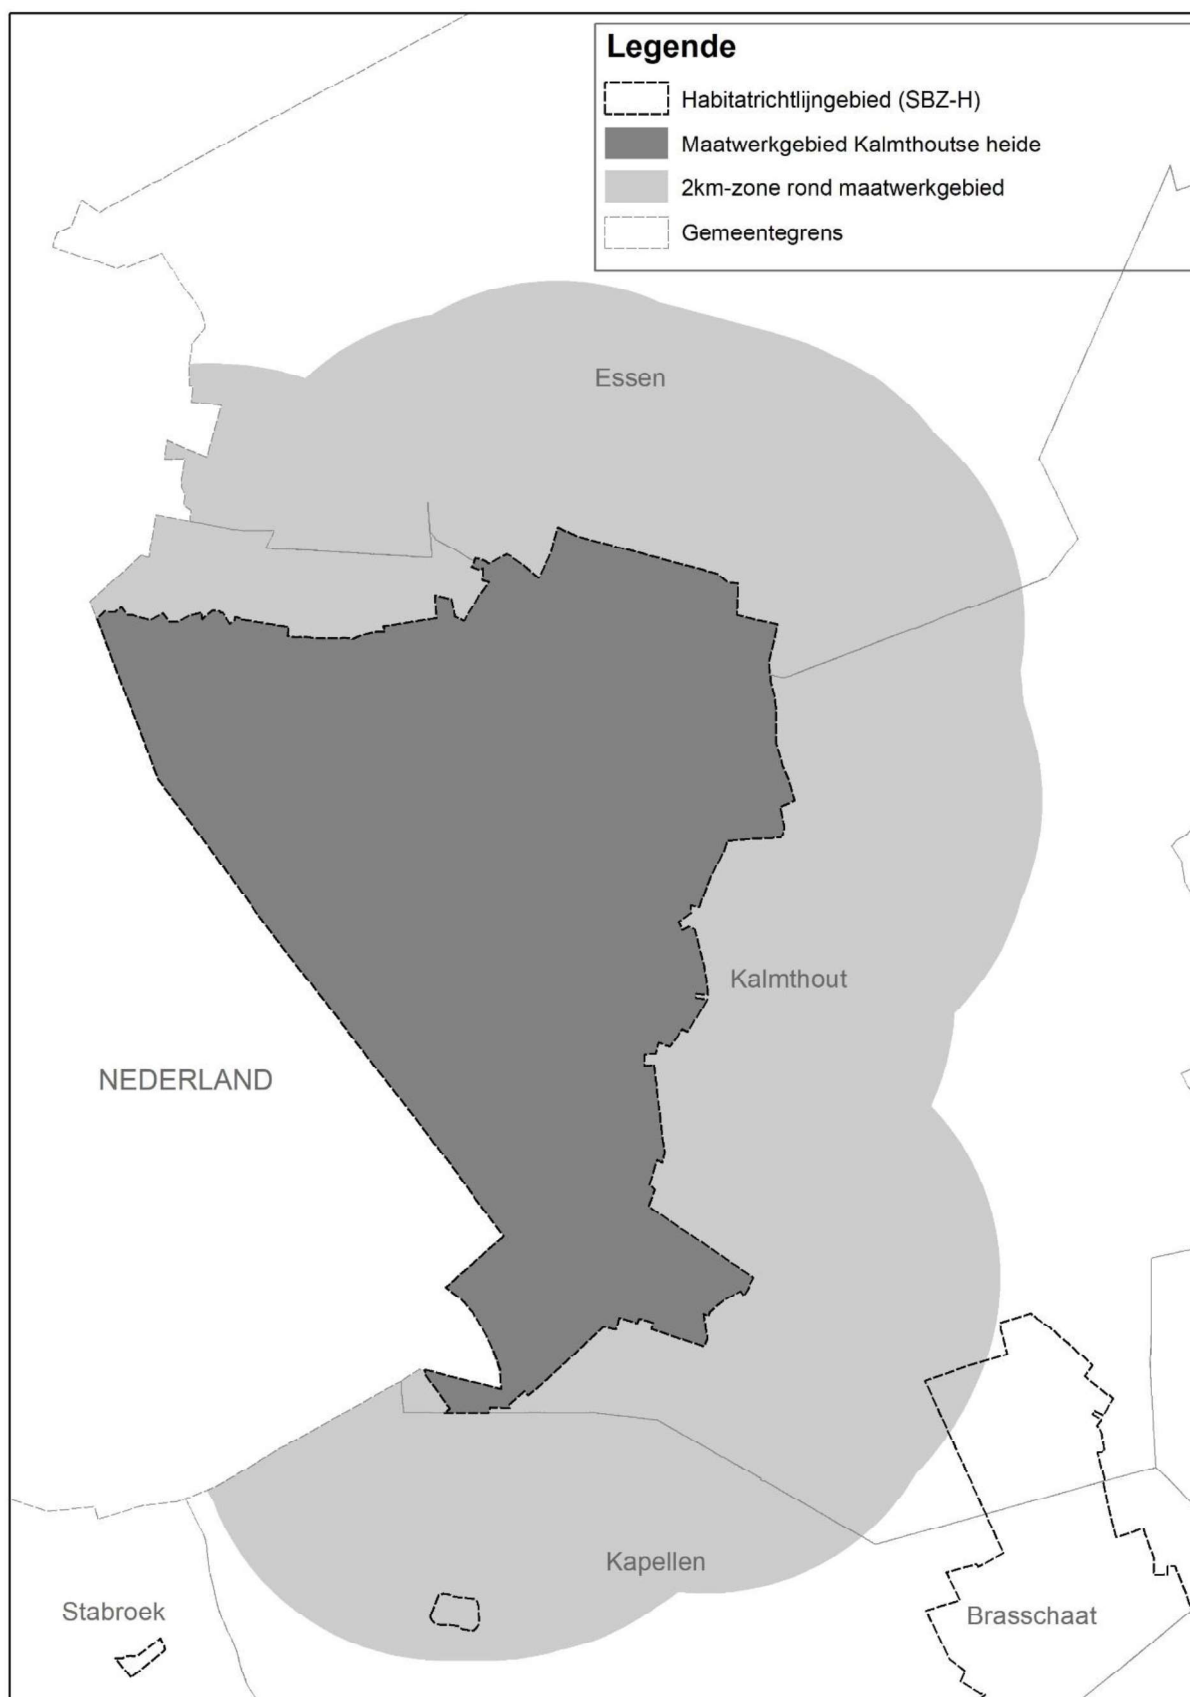 Legende
Habitatrichtlijngebied (SBZ-H)
Maatwerkgebied Kalmthoutse heide
2km-zone rond maatwerkgebied
Gemeentegrens
Essen
Kalmthout
NEDERLAND
Kapellen
Stabroek
Brasschaat